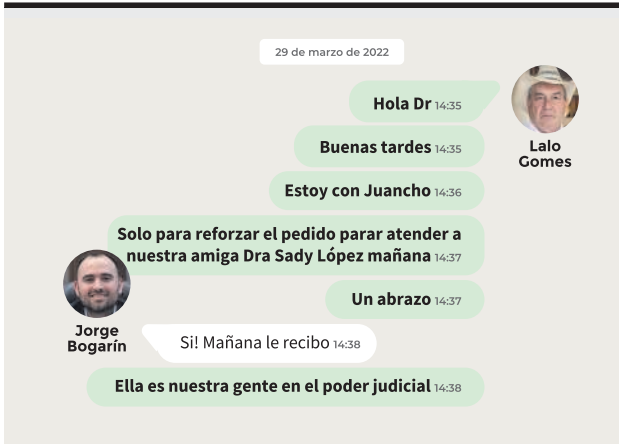 29 de marzo de 2022
Hola Dr 14:35
Lalo
Gomes
Buenas tardes 14:35
Estoy con Juancho 14:36
Solo para reforzar el pedido parar atender a
nuestra amiga Dra Sady López mañana 14:37
Un abrazo 14:37
Jorge
Bogarín
Si! Mañana le recibo 14:38
Ella es nuestra gente en el poder judicial 14:38